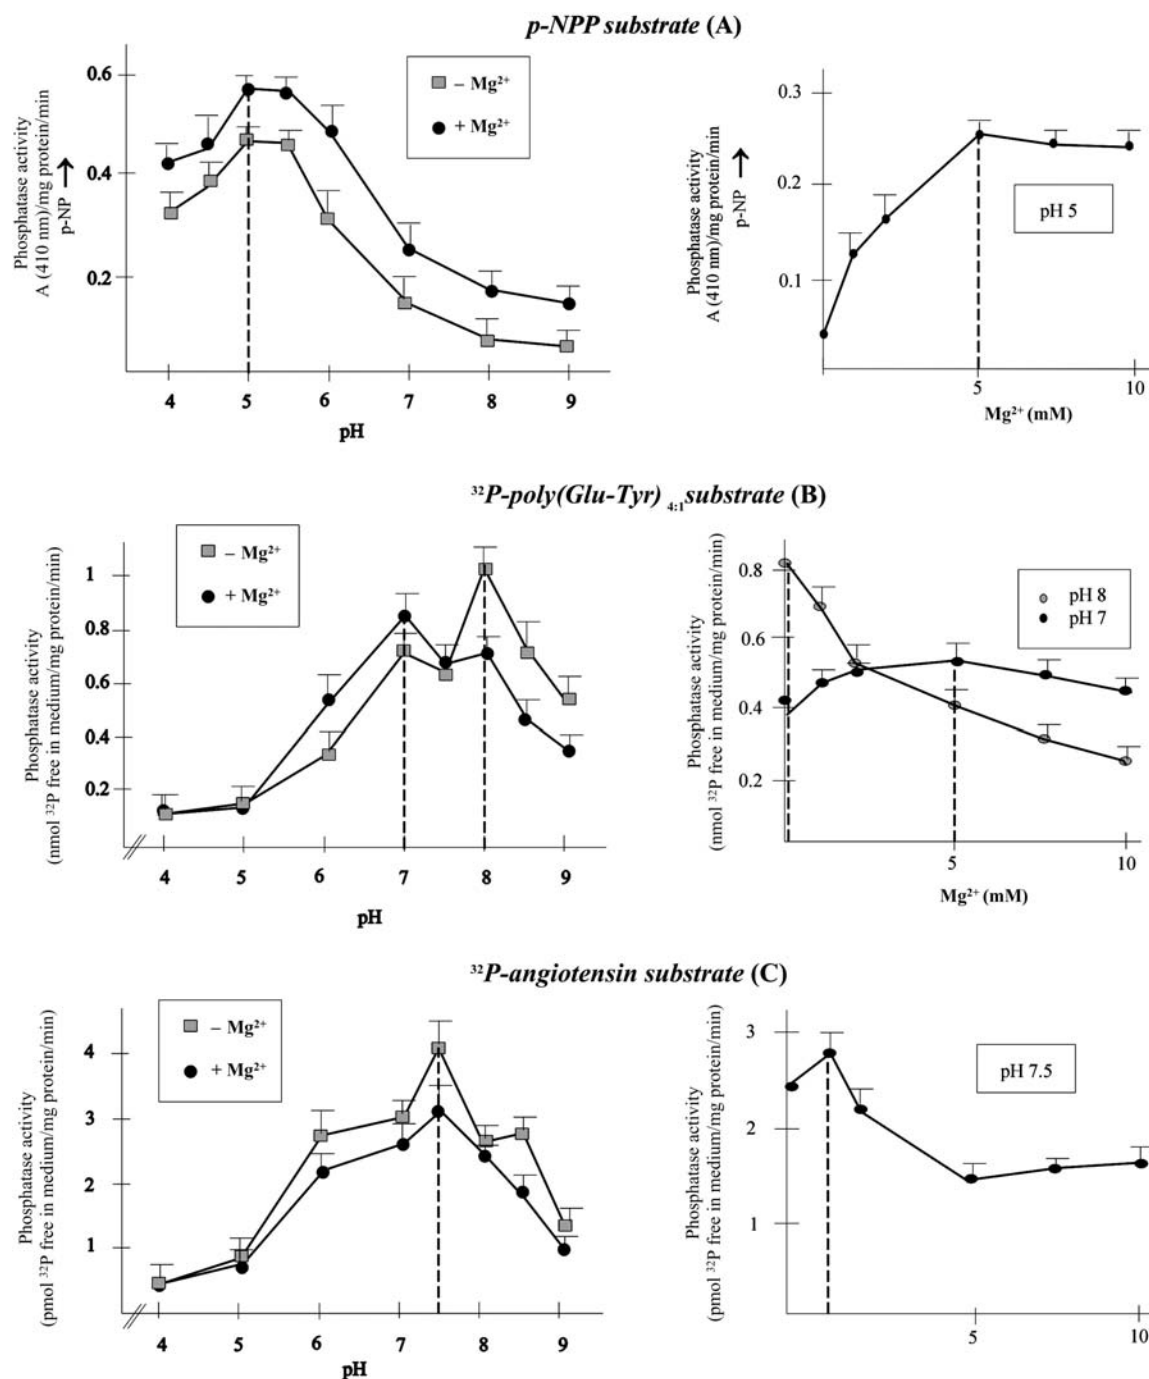 p-NPP substrate (A)
Phosphatase activity
A (410 nm)/mg protein/min
p-NP →
0.6
0.4
0.2
– Mg²⁺
+ Mg²⁺
4 5 6 7 8 9
pH
Phosphatase activity
A (410 nm)/mg protein/min
p-NP →
0.3
0.2
0.1
pH 5
5 10
Mg²⁺ (mM)
³²P-poly(Glu-Tyr) 4:1 substrate (B)
Phosphatase activity
(nmol ³²P free in medium/mg protein/min)
1
0.8
0.6
0.4
0.2
– Mg²⁺
+ Mg²⁺
4 5 6 7 8 9
pH
Phosphatase activity
(nmol ³²P free in medium/mg protein/min)
0.8
0.6
0.4
0.2
pH 8
pH 7
5 10
Mg²⁺ (mM)
³²P-angiotensin substrate (C)
Phosphatase activity
(pmol ³²P free in medium/mg protein/min)
4
3
2
1
– Mg²⁺
+ Mg²⁺
4 5 6 7 8 9
pH
Phosphatase activity
(pmol ³²P free in medium/mg protein/min)
3
2
1
pH 7.5
5 10